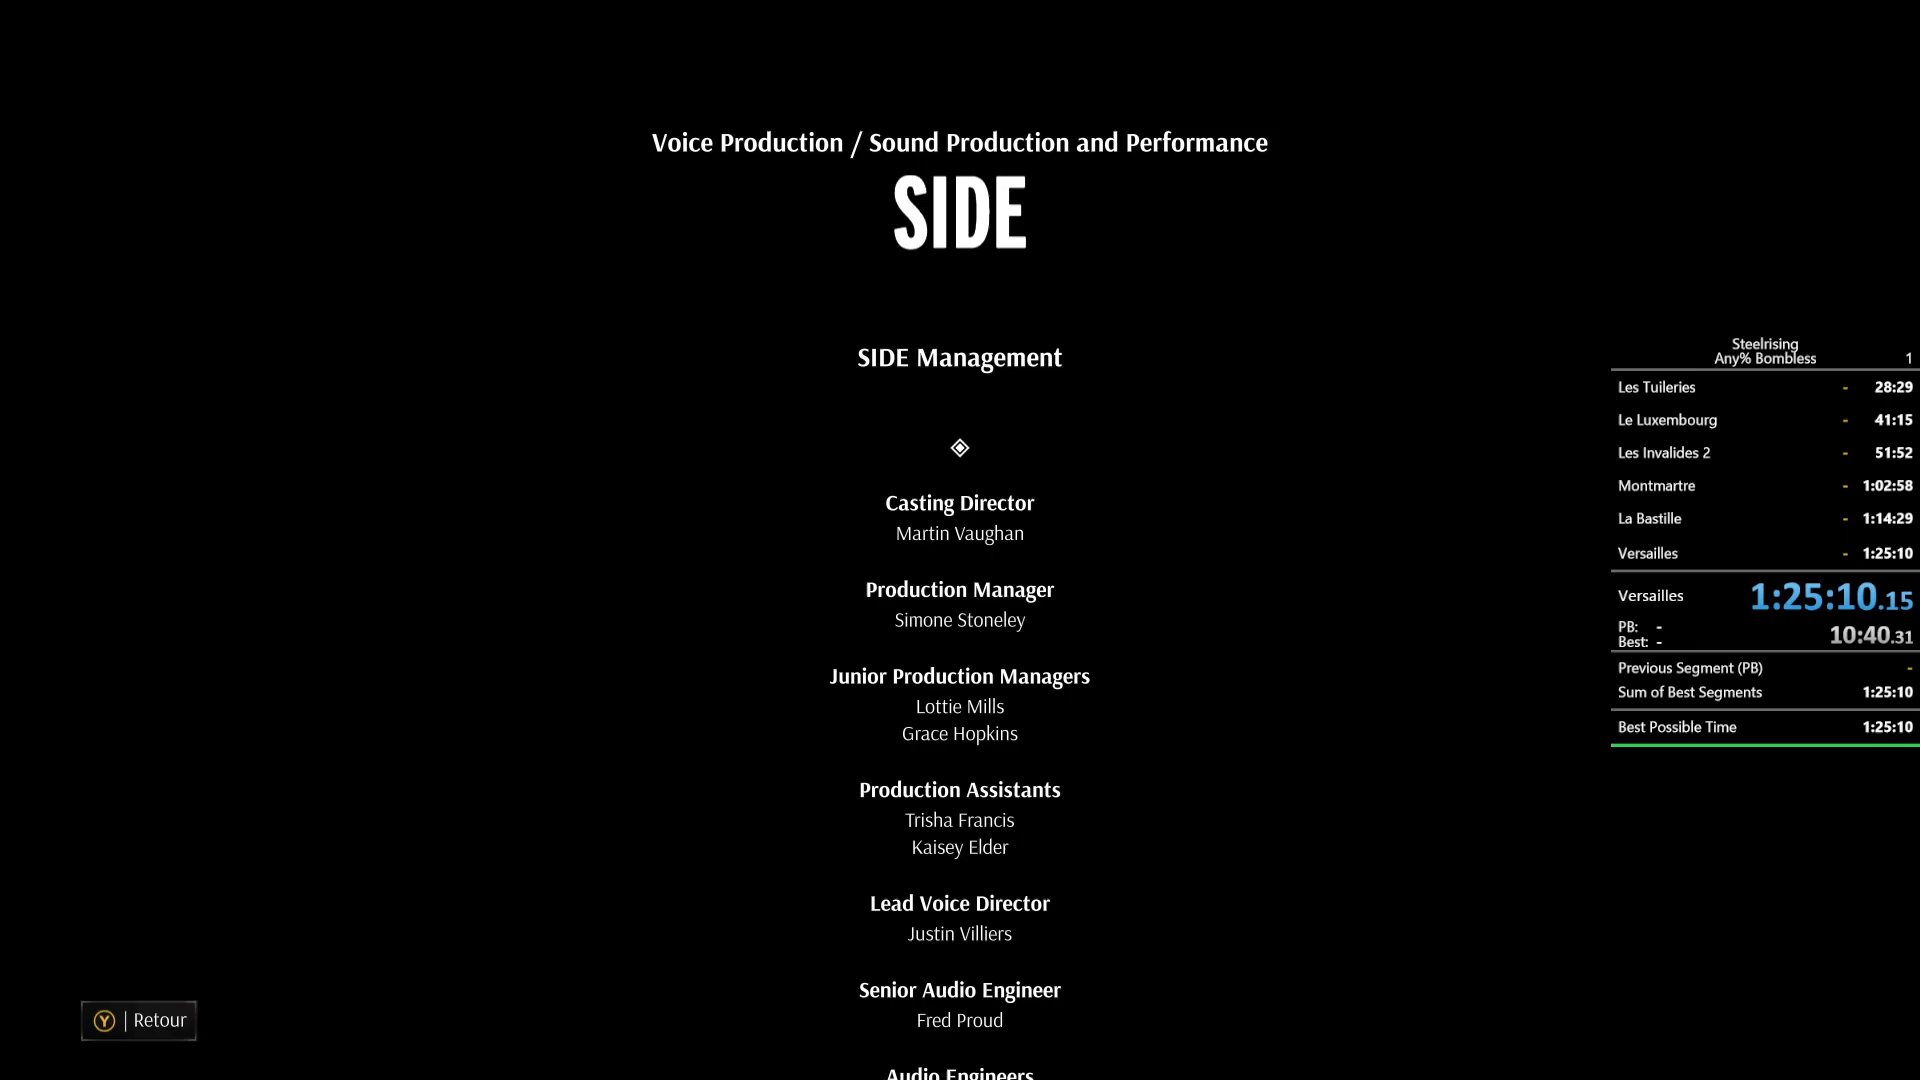 Voice Production / Sound Production and Performance
SIDE
SIDE Management
Casting Director
Martin Vaughan
Production Manager
Simone Stoneley
Junior Production Managers
Lottie Mills
Grace Hopkins
Production Assistants
Trisha Francis
Kaisey Elder
Lead Voice Director
Justin Villiers
Senior Audio Engineer
Fred Proud
Audio Engineers
Y | Retour
Steelrising
Any% Bombless 1
Les Tuileries - 28:29
Le Luxembourg - 41:15
Les Invalides 2 - 51:52
Montmartre - 1:02:58
La Bastille - 1:14:29
Versailles - 1:25:10
Versailles 1:25:10.15
PB: - 10:40.31
Best: -
Previous Segment (PB) -
Sum of Best Segments 1:25:10
Best Possible Time 1:25:10